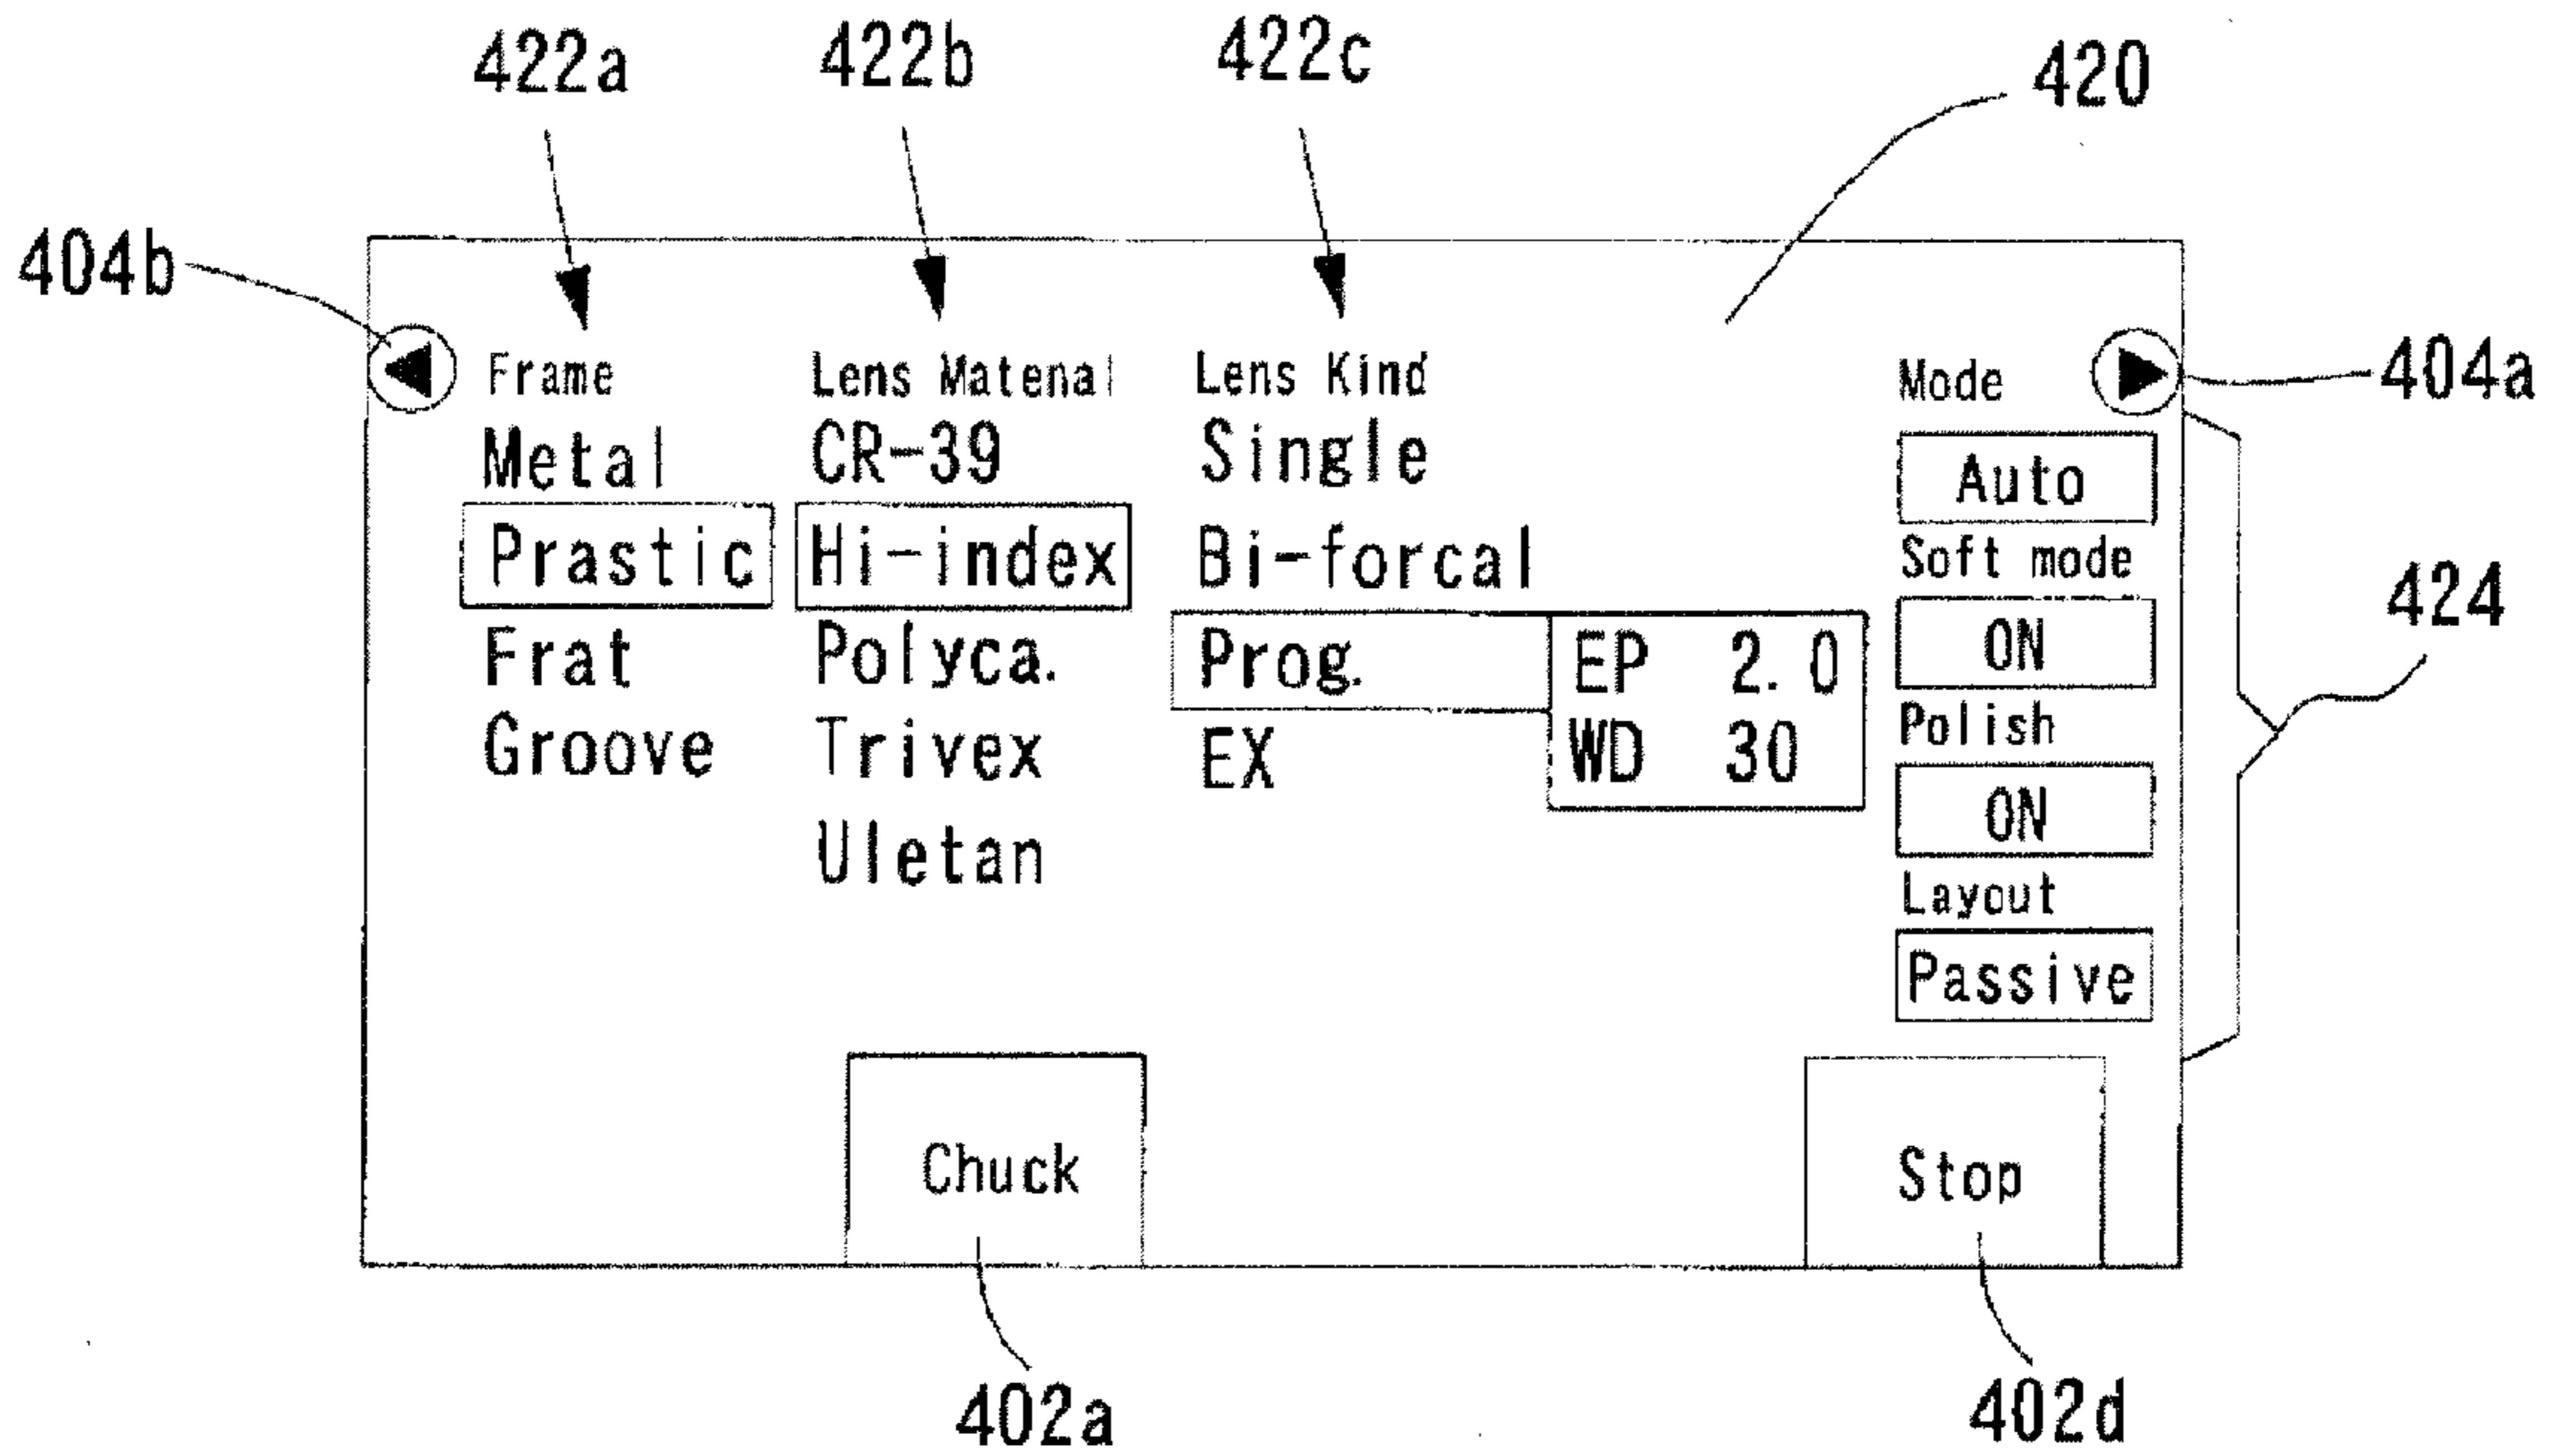 422a 422b 422c 420
404b
Frame Lens Matenal Lens Kind Mode
404a
Metal CR-39 Single Auto
Prastic Hi-index Bi-forcal Soft mode
424
Frat Polyca. Prog. EP 2.0 ON
Polish
Groove Trivex EX WD 30 ON
Uletan
Layout
Passive
Chuck Stop
402a 402d